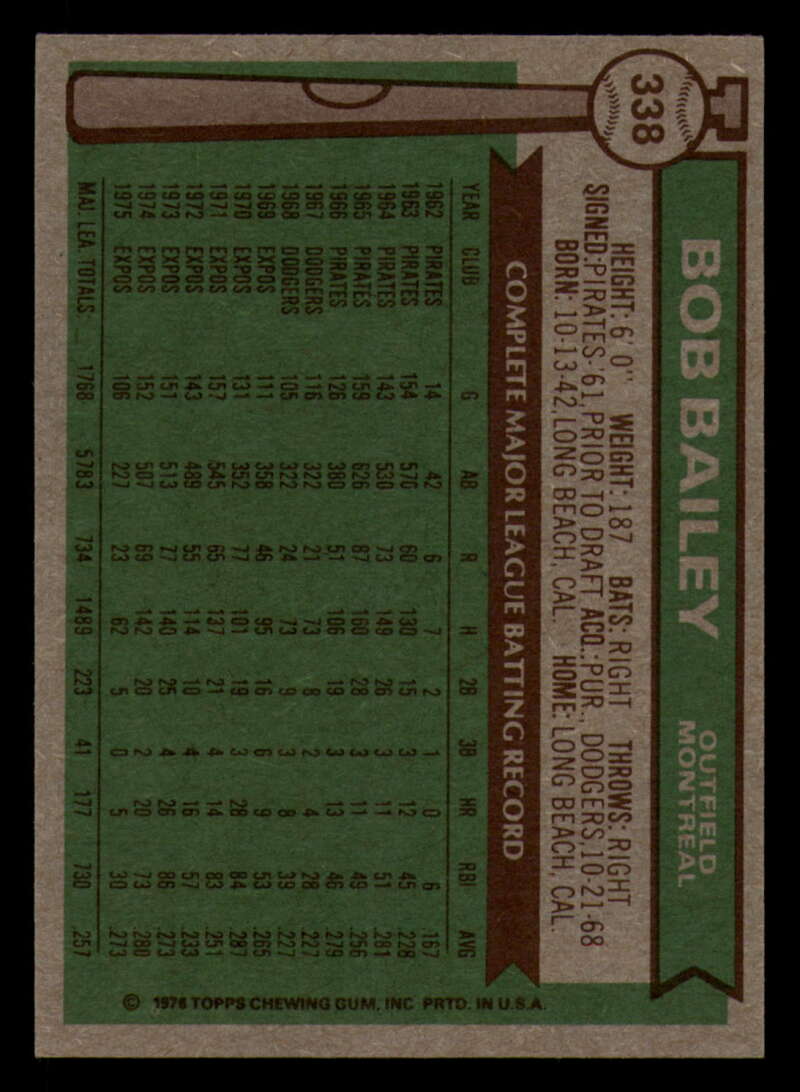 338
BOB BAILEY
OUTFIELD
MONTREAL
HEIGHT: 6' 0" WEIGHT: 187 BATS: RIGHT THROWS: RIGHT
SIGNED: PIRATES-'61, PRIOR TO DRAFT ACQ.: PUR., DODGERS, 10-21-68
BORN: 10-13-42, LONG BEACH, CAL. HOME: LONG BEACH, CAL.
COMPLETE MAJOR LEAGUE BATTING RECORD
YEAR CLUB G AB R H 2B 3B HR RBI AVG
1962 PIRATES 14 42 6 7 2 1 0 6 .167
1963 PIRATES 154 570 60 130 15 3 12 45 .228
1964 PIRATES 143 530 73 149 26 3 11 51 .281
1965 PIRATES 159 626 87 160 28 3 11 49 .256
1966 PIRATES 126 380 51 106 19 3 13 46 .279
1967 DODGERS 116 322 21 73 8 2 4 28 .227
1968 DODGERS 105 322 24 73 9 3 8 39 .227
1969 EXPOS 111 358 46 95 16 6 9 53 .265
1970 EXPOS 131 352 77 101 19 3 28 84 .287
1971 EXPOS 157 545 65 137 21 4 14 83 .251
1972 EXPOS 143 489 55 114 10 4 16 57 .233
1973 EXPOS 151 513 77 140 25 4 26 86 .273
1974 EXPOS 152 507 69 142 20 2 20 73 .280
1975 EXPOS 106 227 23 62 5 0 5 30 .273
MAJ. LEA. TOTALS 1768 5783 734 1489 223 41 177 730 .257
© 1976 TOPPS CHEWING GUM, INC. PRTD. IN U.S.A.